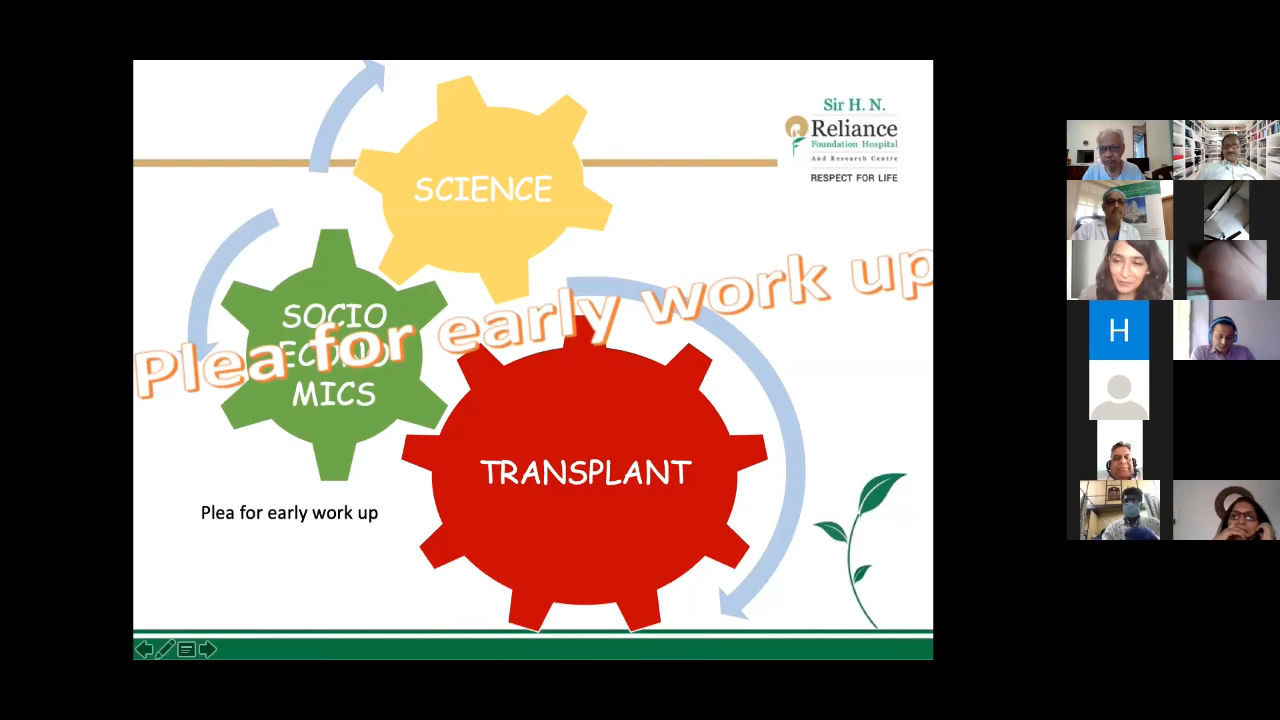 Sir H. N.
Reliance
Foundation Hospital
And Research Centre
RESPECT FOR LIFE
SCIENCE
SOCIO
ECONO
MICS
Plea for early work up
TRANSPLANT
Plea for early work up
H